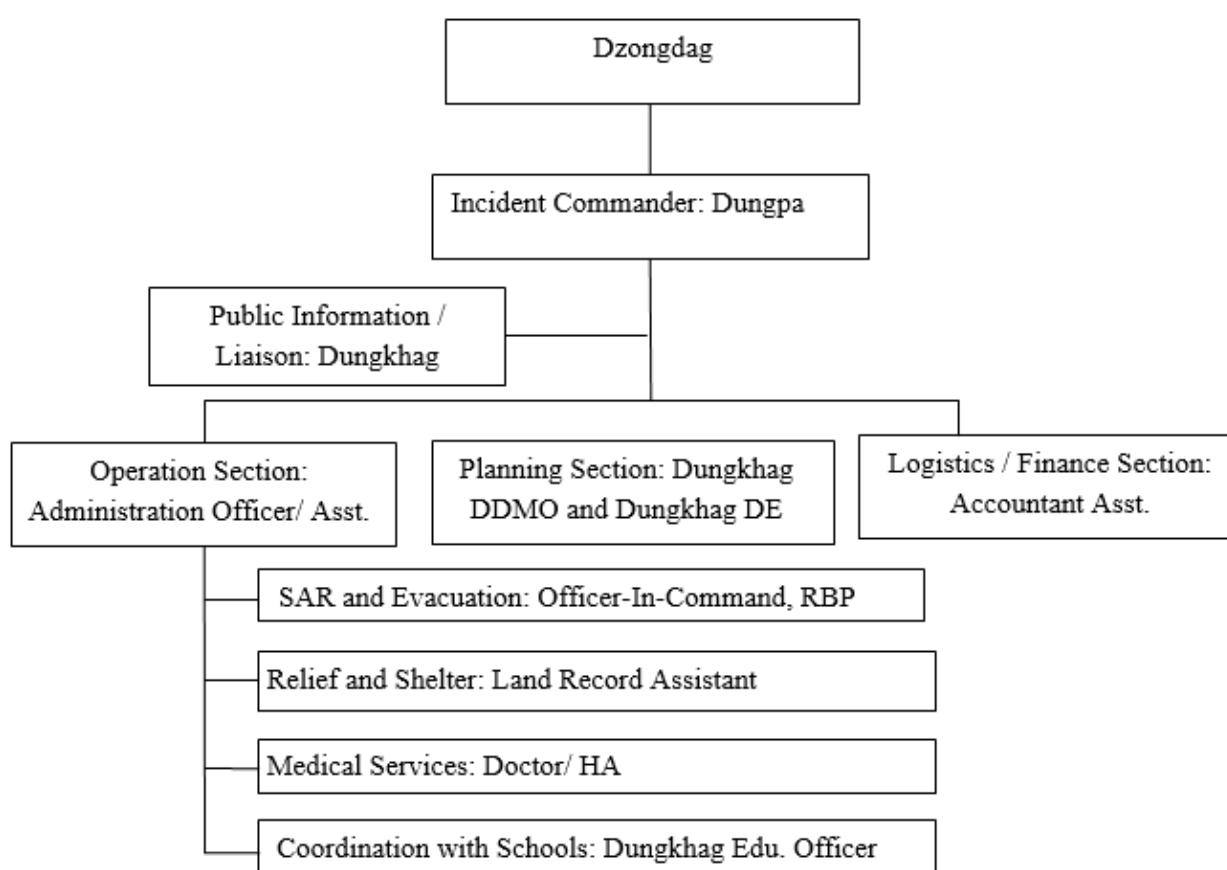 Dzongdag
Incident Commander: Dungpa
Public Information /
Liaison: Dungkhag
Operation Section:
Administration Officer/ Asst.
Planning Section: Dungkhag
DDMO and Dungkhag DE
Logistics / Finance Section:
Accountant Asst.
SAR and Evacuation: Officer-In-Command, RBP
Relief and Shelter: Land Record Assistant
Medical Services: Doctor/ HA
Coordination with Schools: Dungkhag Edu. Officer